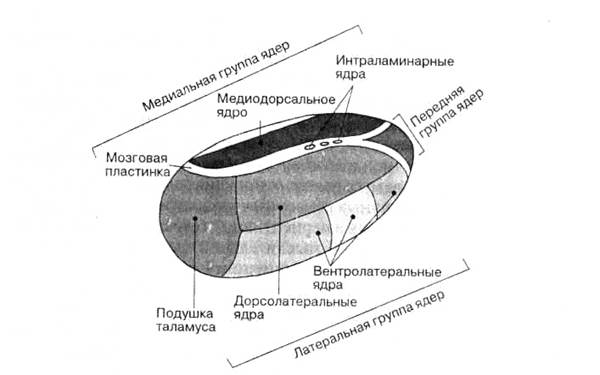 Медиальная группа ядер
Интраламинарные
ядра
Передняя
группа ядер
Медиодорсальное
ядро
Мозговая
пластинка
Вентролатеральные
ядра
Дорсолатеральные
ядра
Подушка
таламуса
Латеральная группа ядер